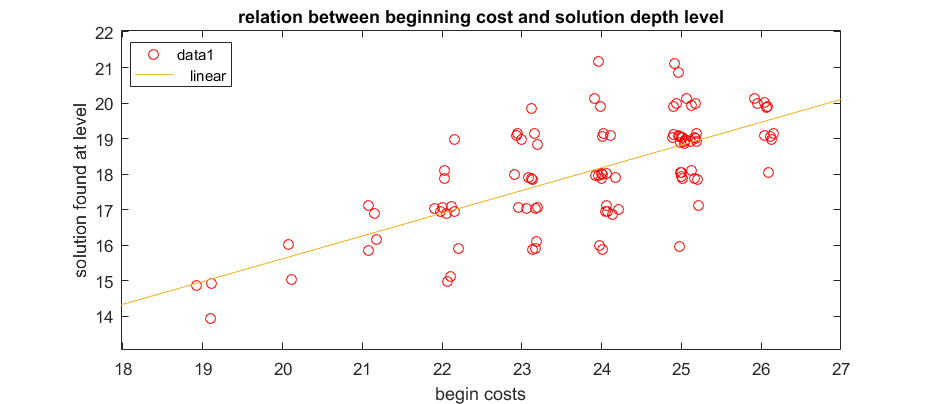 relation between beginning cost and solution depth level
data1
linear
solution found at level
22
21
20
19
18
17
16
15
14
18 19 20 21 22 23 24 25 26 27
begin costs